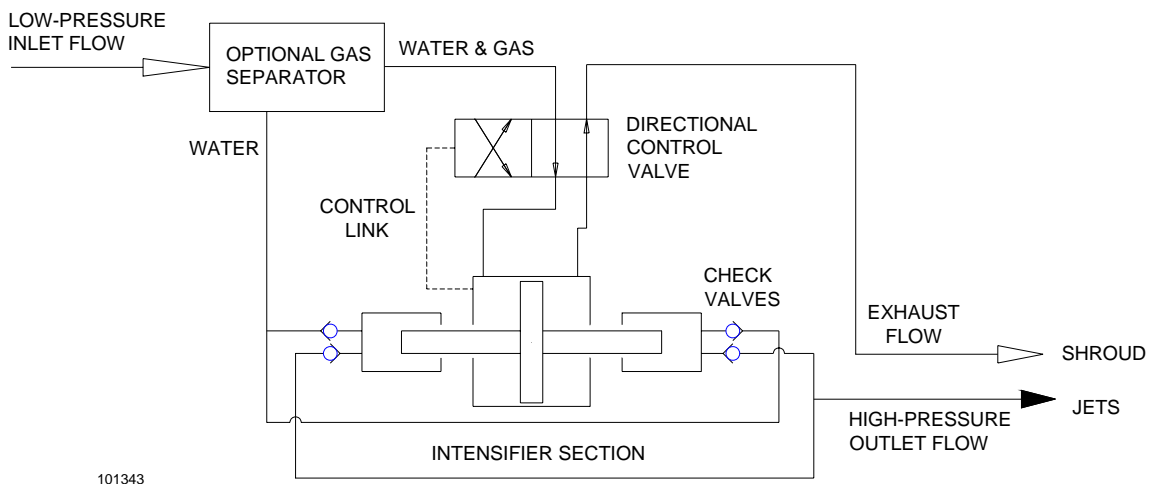 LOW-PRESSURE
INLET FLOW
OPTIONAL GAS
SEPARATOR
WATER & GAS
WATER
DIRECTIONAL
CONTROL
VALVE
CONTROL
LINK
CHECK
VALVES
EXHAUST
FLOW
SHROUD
JETS
HIGH-PRESSURE
OUTLET FLOW
INTENSIFIER SECTION
101343